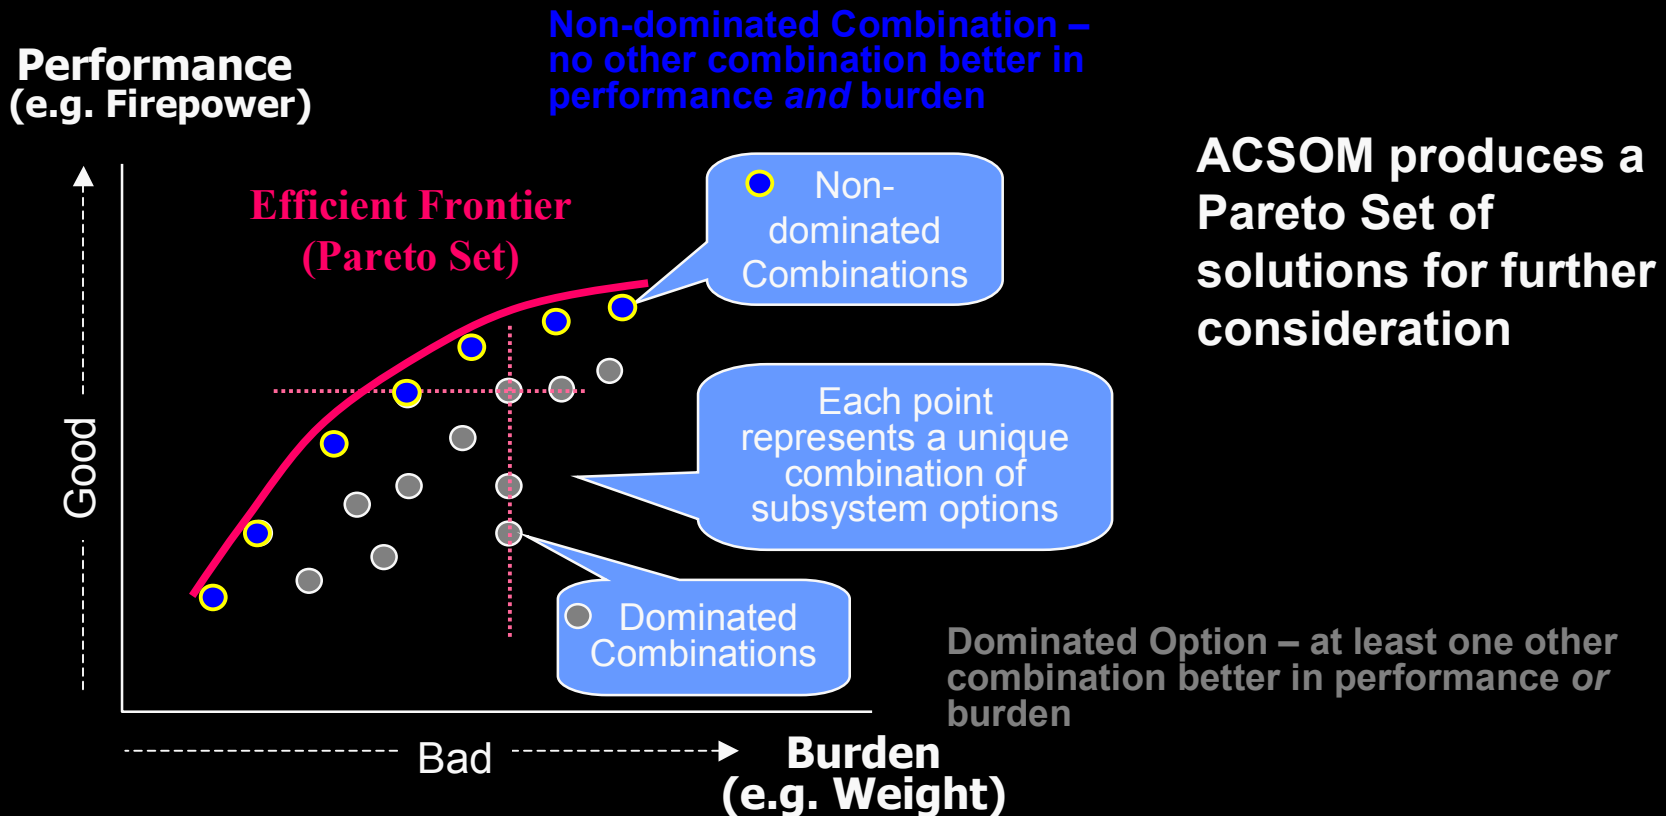 Non-dominated Combination –
no other combination better in
performance and burden
Performance
(e.g. Firepower)
ACSOM produces a
Pareto Set of
solutions for further
consideration
Efficient Frontier
(Pareto Set)
Non-
dominated
Combinations
Each point
represents a unique
combination of
subsystem options
Good
Dominated
Combinations
Dominated Option – at least one other
combination better in performance or
burden
Bad
Burden
(e.g. Weight)